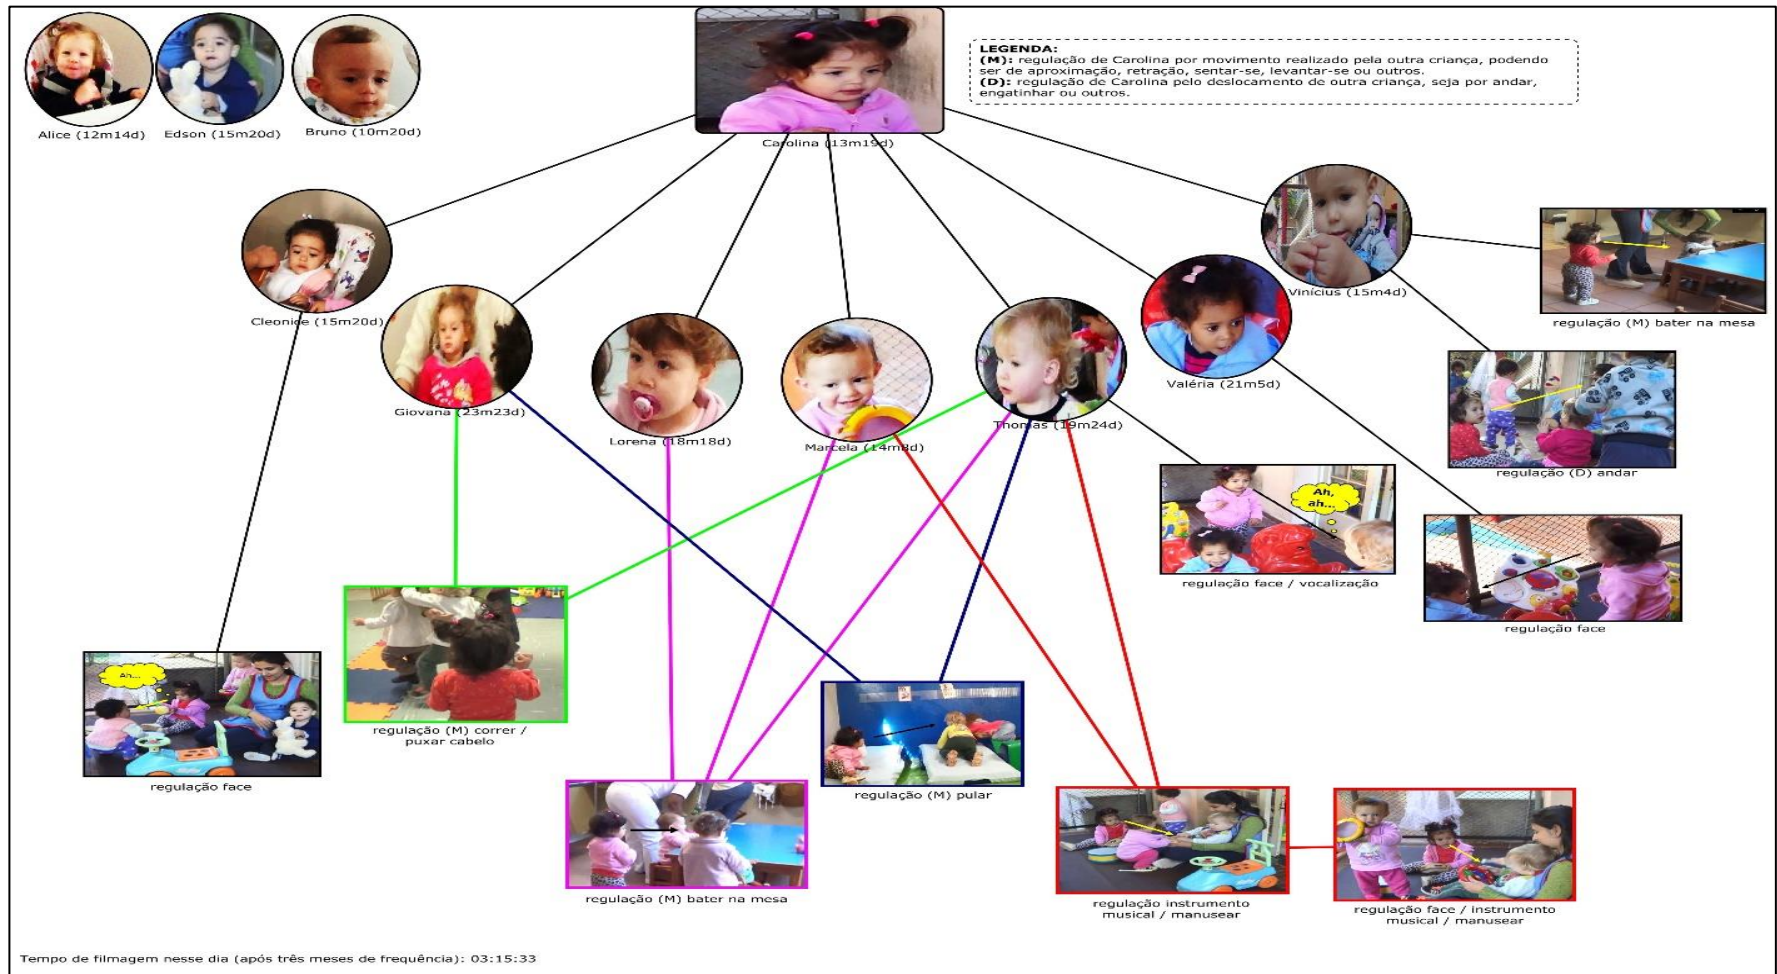 LEGENDA:
(M): regulação de Carolina por movimento realizado pela outra criança, podendo
ser de aproximação, retração, sentar-se, levantar-se ou outros.
(D): regulação de Carolina pelo deslocamento de outra criança, seja por andar,
engatinhar ou outros.
Alice (12m14d)
Edson (15m20d)
Bruno (10m20d)
Carolina (13m19d)
Cleonice (15m20d)
Giovana (23m23d)
Lorena (18m18d)
Marcela (14m8d)
Thomas (19m24d)
Valéria (21m5d)
Vinícius (15m4d)
regulação (M) bater na mesa
regulação (D) andar
Ah,
ah...
regulação face / vocalização
regulação face
Ah...
regulação face
regulação (M) correr /
puxar cabelo
regulação (M) pular
regulação (M) bater na mesa
regulação instrumento
musical / manusear
regulação face / instrumento
musical / manusear
Tempo de filmagem nesse dia (após três meses de frequência): 03:15:33